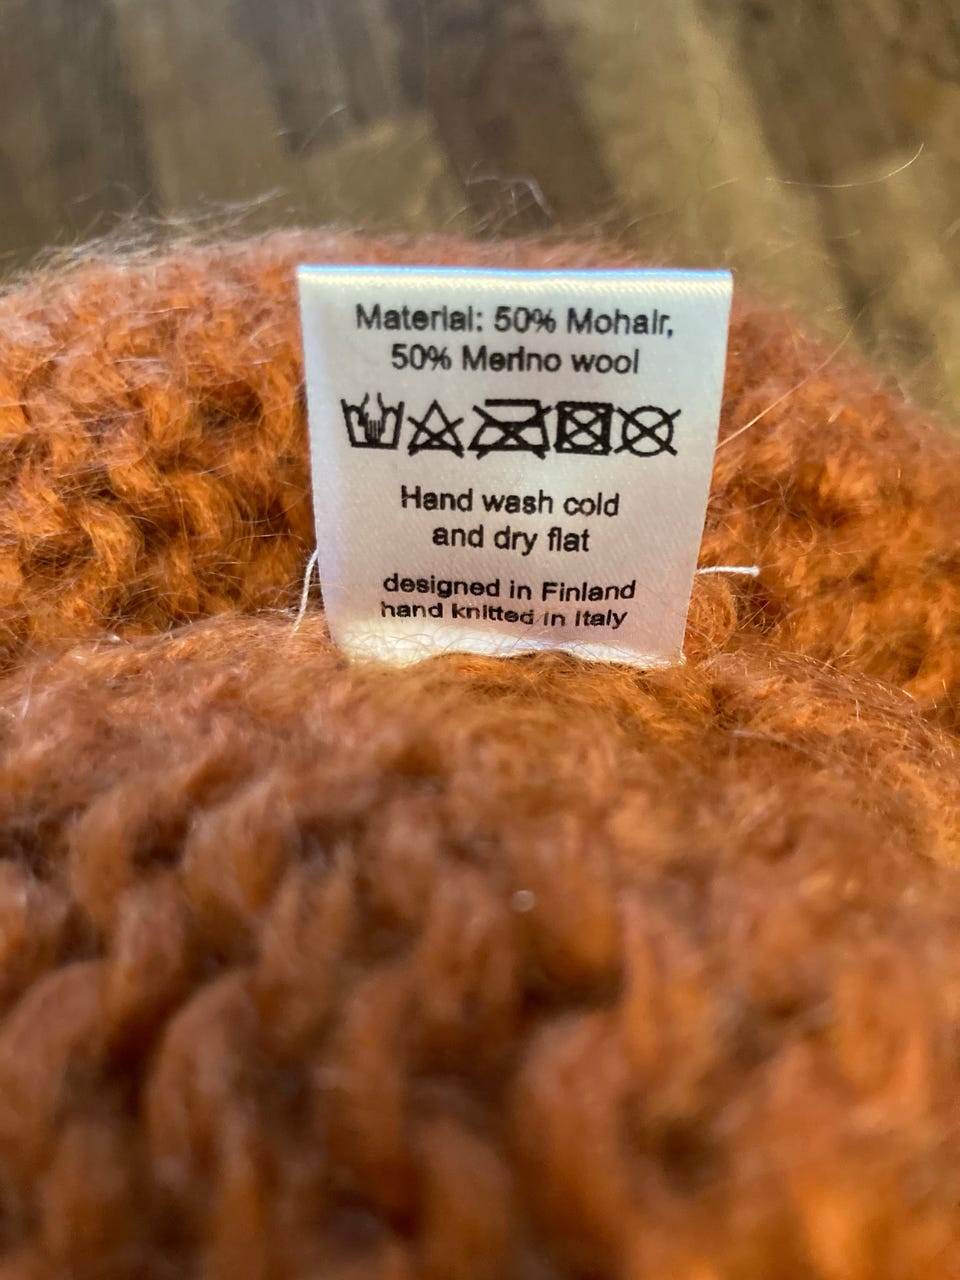 Material: 50% Mohair,
50% Merino wool
Hand wash cold
and dry flat
designed in Finland
hand knitted in Italy